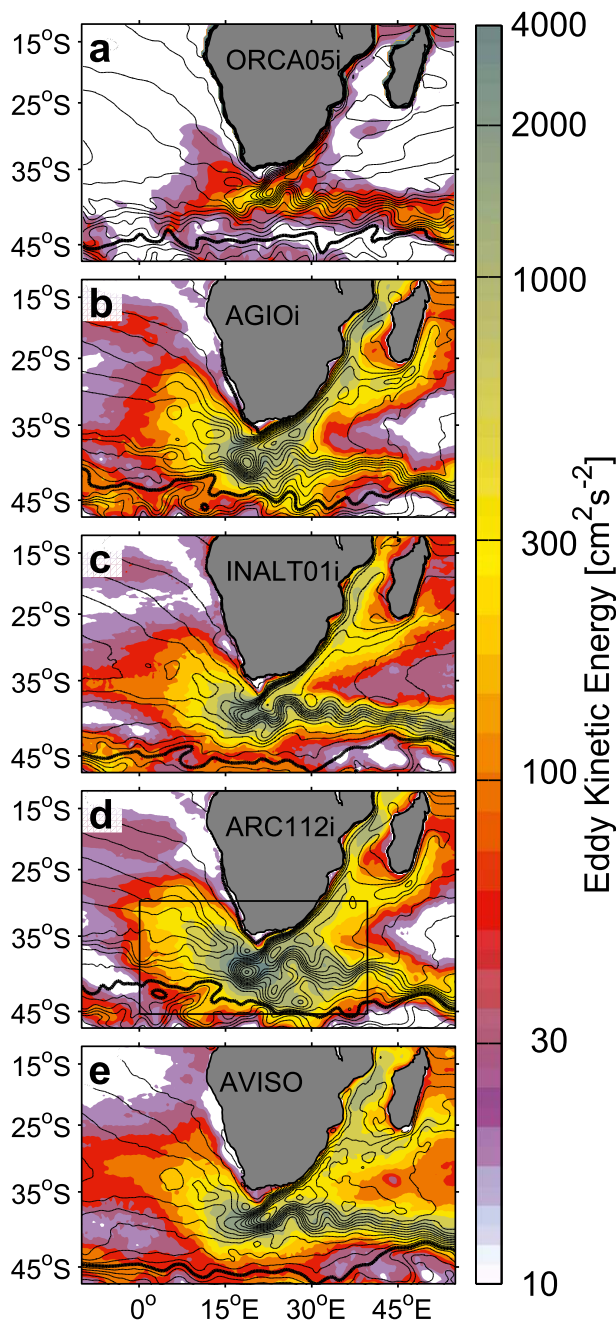 a
ORCA05i
15°S
25°S
35°S
45°S
b
AGIOi
15°S
25°S
35°S
45°S
c
INALT01i
15°S
25°S
35°S
45°S
d
ARC112i
15°S
25°S
35°S
45°S
e
AVISO
15°S
25°S
35°S
45°S
0° 15°E 30°E 45°E
4000
2000
1000
300
100
30
10
Eddy Kinetic Energy [cm²s⁻²]